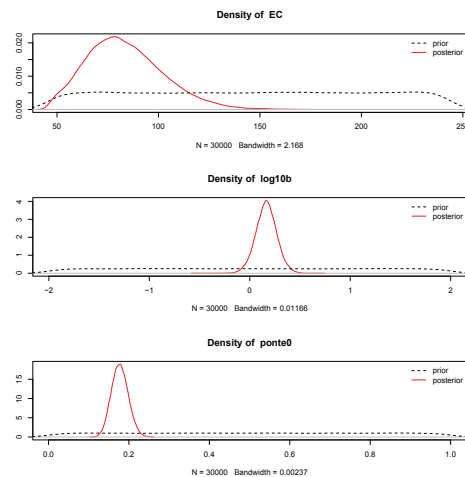 Density of  EC
0.000 0.010 0.020
prior
posterior
50 100 150 200 250
N = 30000   Bandwidth = 2.168
Density of  log10b
0 1 2 3 4
prior
posterior
−2 −1 0 1 2
N = 30000   Bandwidth = 0.01166
Density of  ponte0
0 5 10 15
prior
posterior
0.0 0.2 0.4 0.6 0.8 1.0
N = 30000   Bandwidth = 0.00237